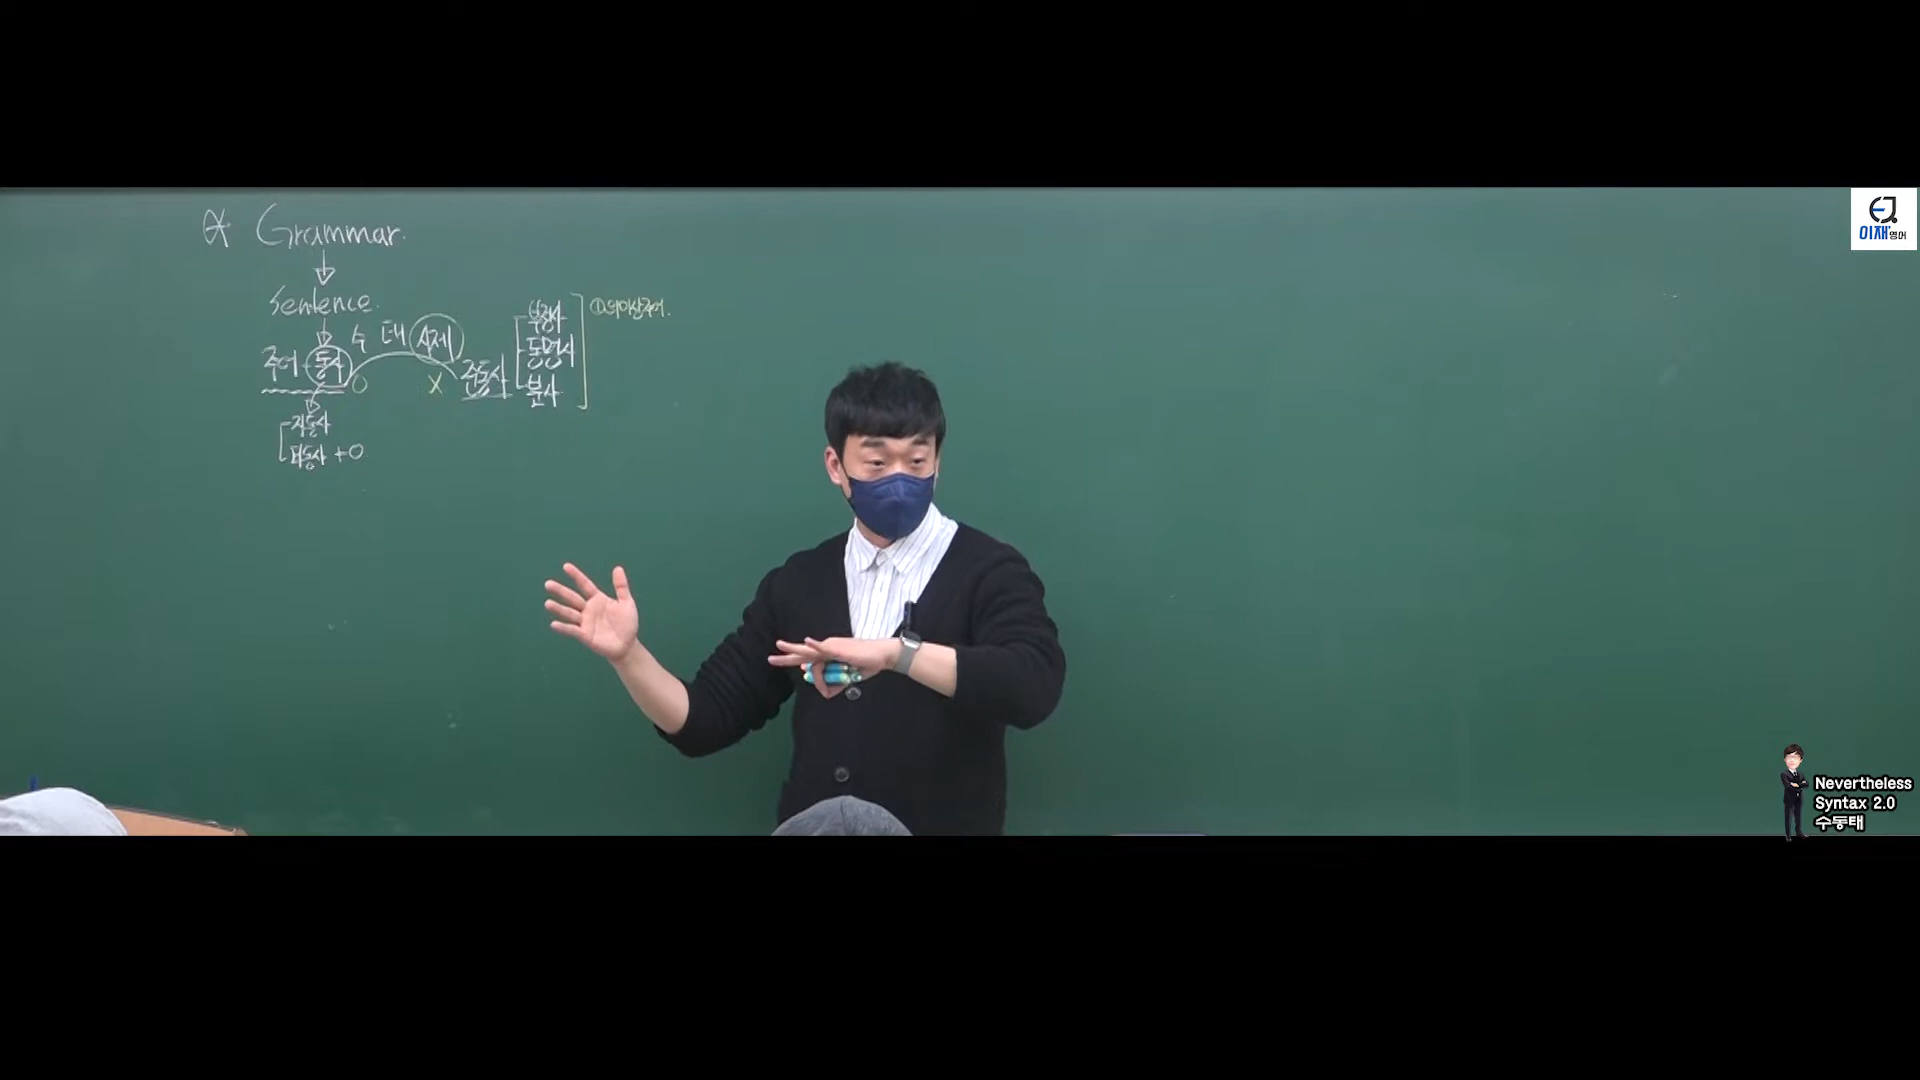 Grammar.
Sentence.
수 태 시제
주어 동사 O X 준동사
부정사
동명사
분사
① 의미상주어.
자동사
타동사 +O
EJ
이재영어
Nevertheless
Syntax 2.0
수동태